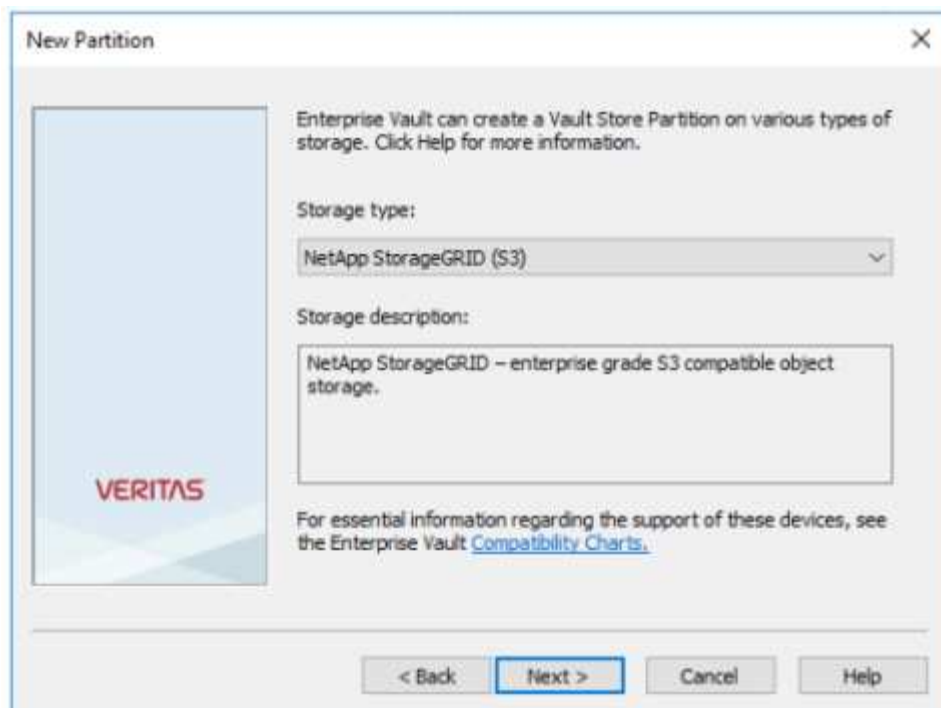 New Partition
Enterprise Vault can create a Vault Store Partition on various types of
storage. Click Help for more information.
Storage type:
NetApp StorageGRID (S3)
Storage description:
NetApp StorageGRID – enterprise grade S3 compatible object
storage.
VERITAS
For essential information regarding the support of these devices, see
the Enterprise Vault Compatibility Charts.
< Back
Next >
Cancel
Help